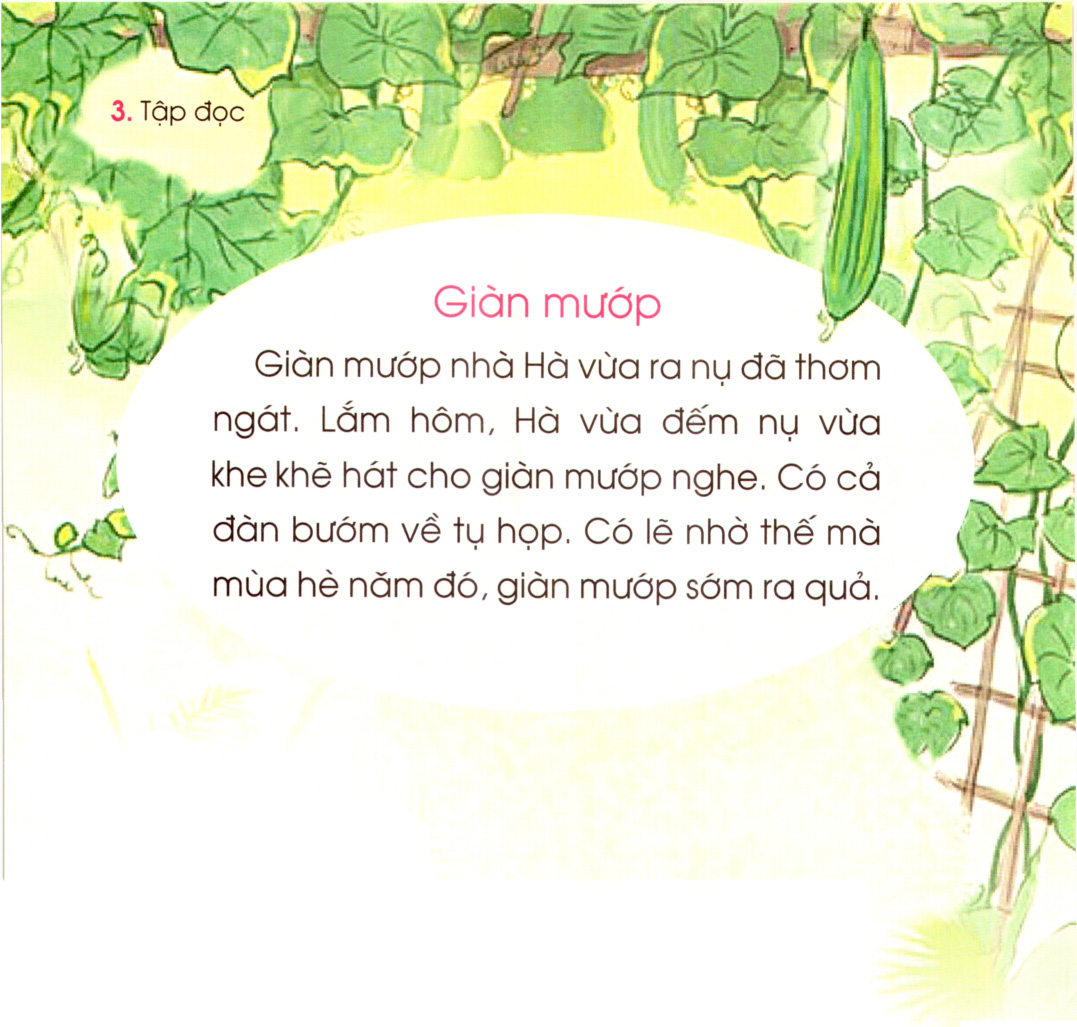 3. Tập đọc
Giàn mướp
Giàn mướp nhà Hà vừa ra nụ đã thơm
ngát. Lắm hôm, Hà vừa đếm nụ vừa
khe khẽ hát cho giàn mướp nghe. Có cả
đàn bướm về tụ họp. Có lẽ nhờ thế mà
mùa hè năm đó, giàn mướp sớm ra quả.